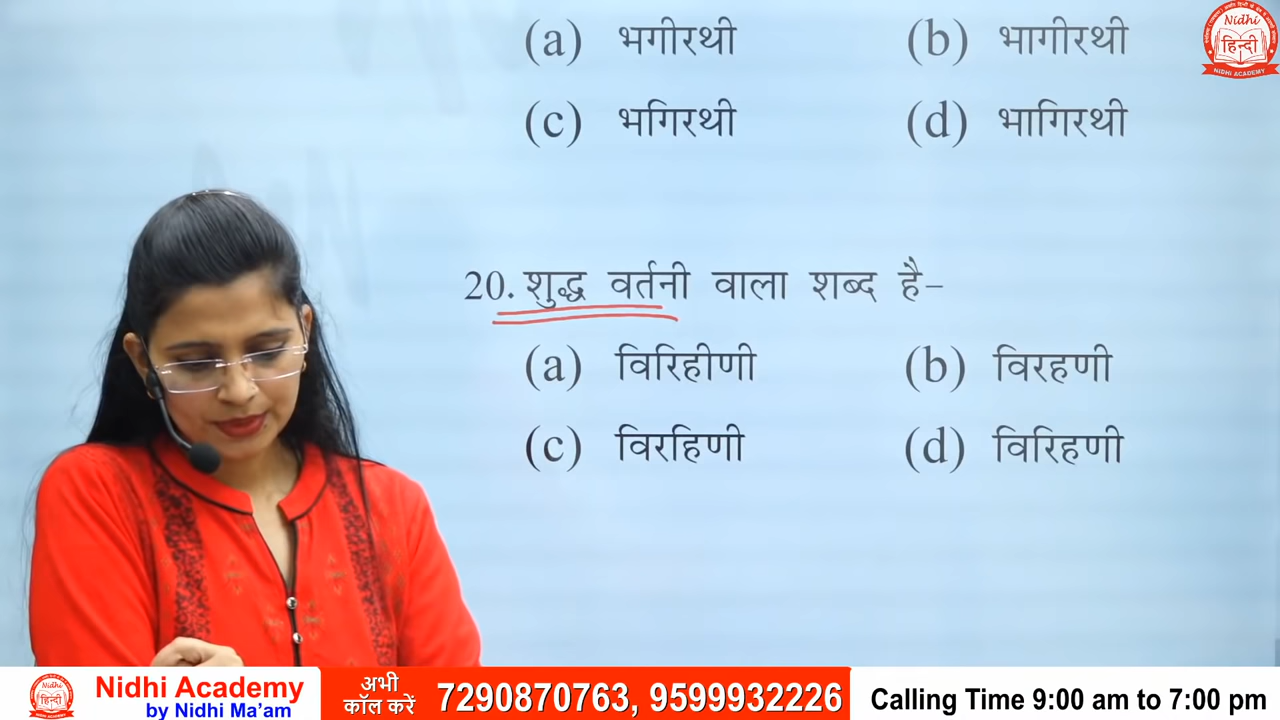 (a) भगीरथी (b) भागीरथी
Nidhi
हिन्दी
NIDHI ACADEMY
(c) भगिरथी (d) भागिरथी
20. शुद्ध वर्तनी वाला शब्द है-
(a) विरिहीणी (b) विरहणी
(c) विरहिणी (d) विरिहणी
Nidhi
हिन्दी
Nidhi Academy
by Nidhi Ma'am
अभी
कॉल करें
7290870763, 9599932226
Calling Time 9:00 am to 7:00 pm